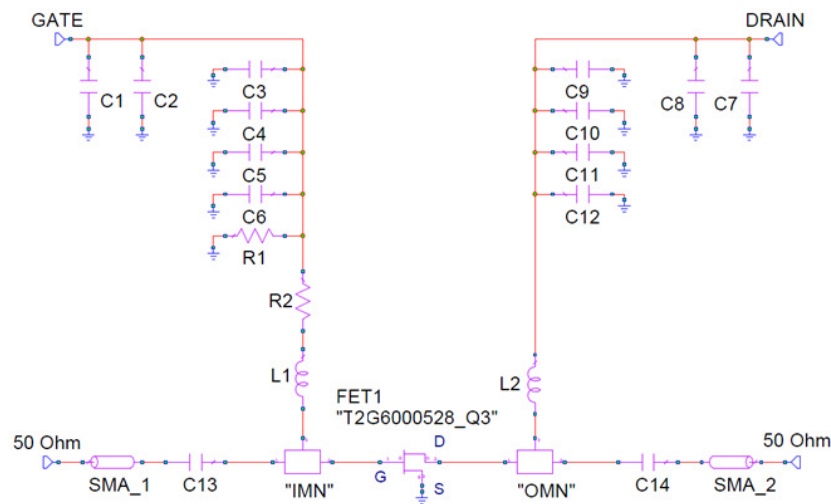 GATE
DRAIN
C1
C2
C3
C4
C5
C6
R1
R2
L1
C9
C10
C11
C12
C8
C7
L2
FET1
"T2G6000528_Q3"
D
G
S
50 Ohm
SMA_1
C13
"IMN"
"OMN"
C14
SMA_2
50 Ohm